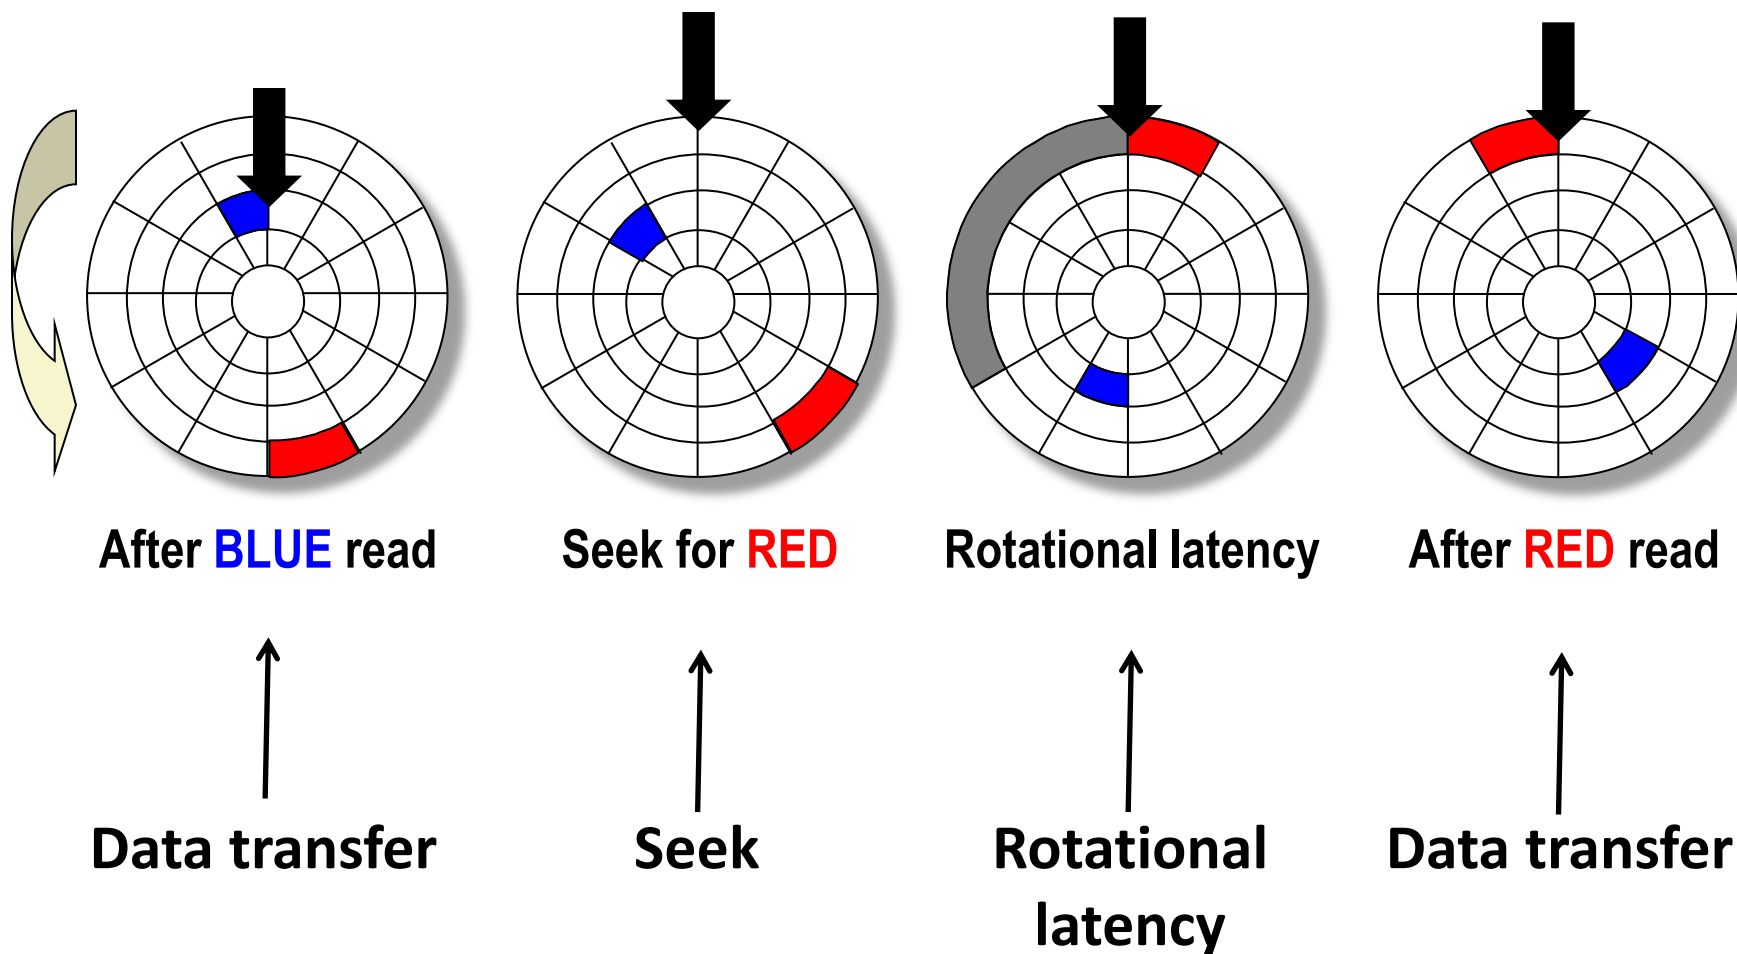 After BLUE read
Seek for RED
Rotational latency
After RED read
Data transfer
Seek
Rotational
latency
Data transfer